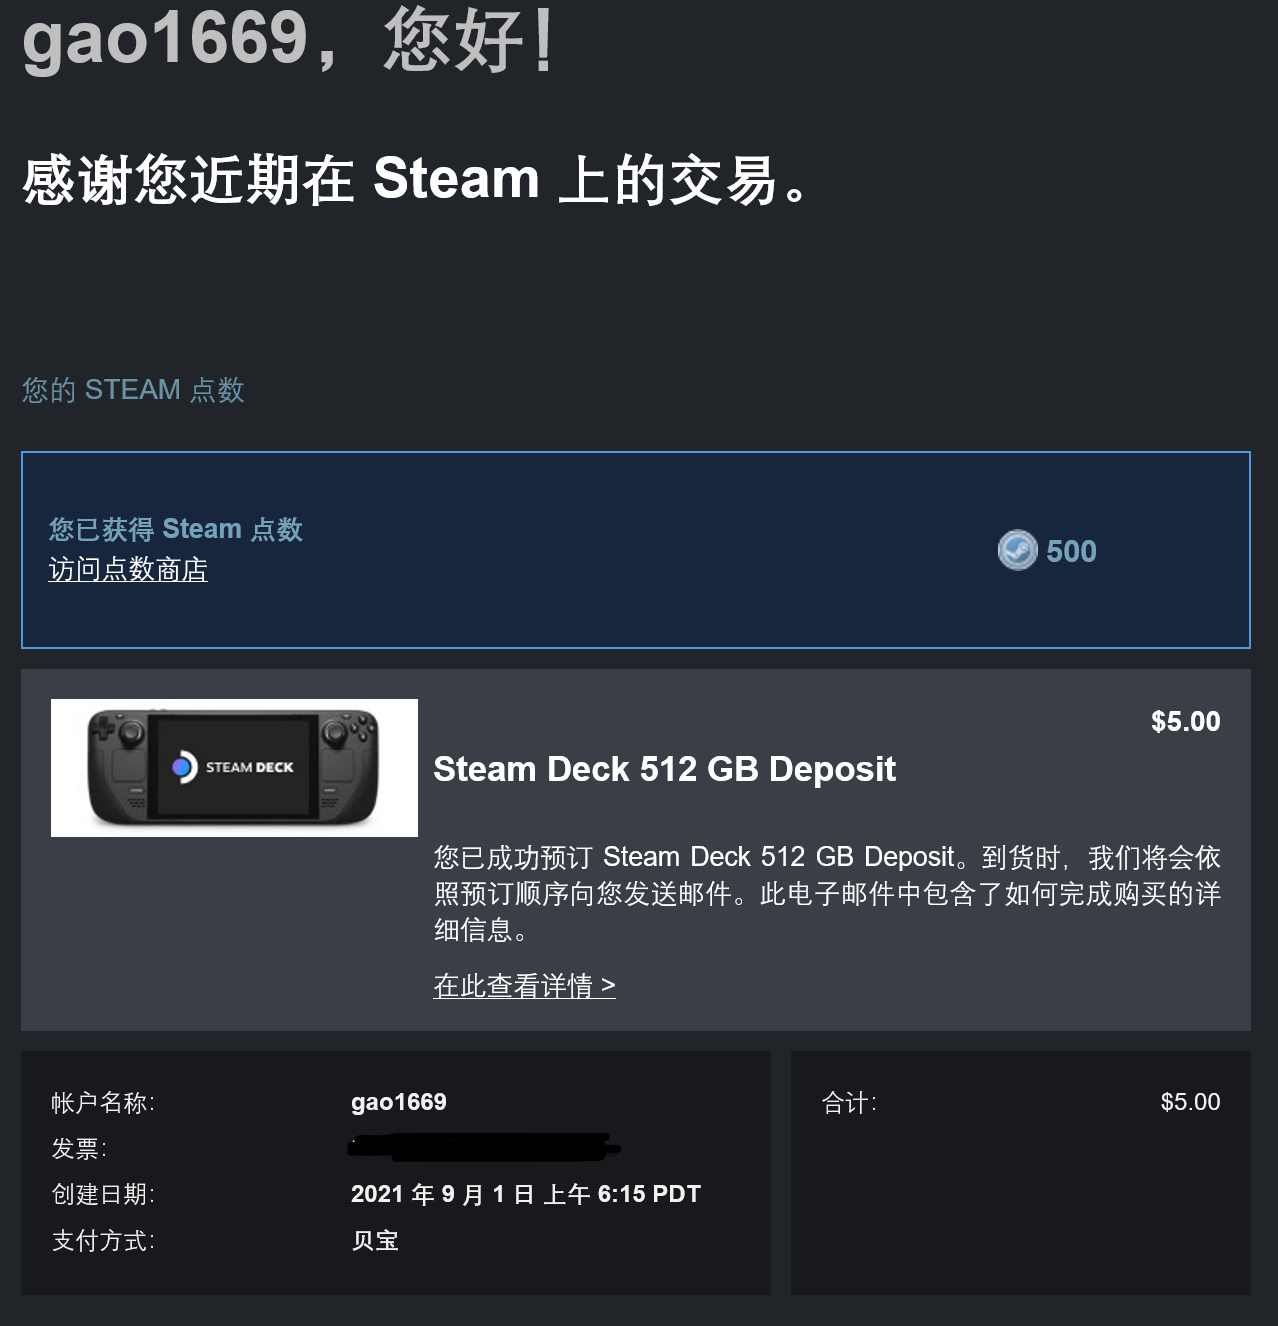 gao1669，您好！
感谢您近期在 Steam 上的交易。
您的 STEAM 点数
您已获得 Steam 点数
访问点数商店
500
STEAM DECK
$5.00
Steam Deck 512 GB Deposit
您已成功预订 Steam Deck 512 GB Deposit。到货时，我们将会依
照预订顺序向您发送邮件。此电子邮件中包含了如何完成购买的详
细信息。
在此查看详情 >
帐户名称： gao1669
发票：
创建日期： 2021 年 9 月 1 日 上午 6:15 PDT
支付方式： 贝宝
合计： $5.00